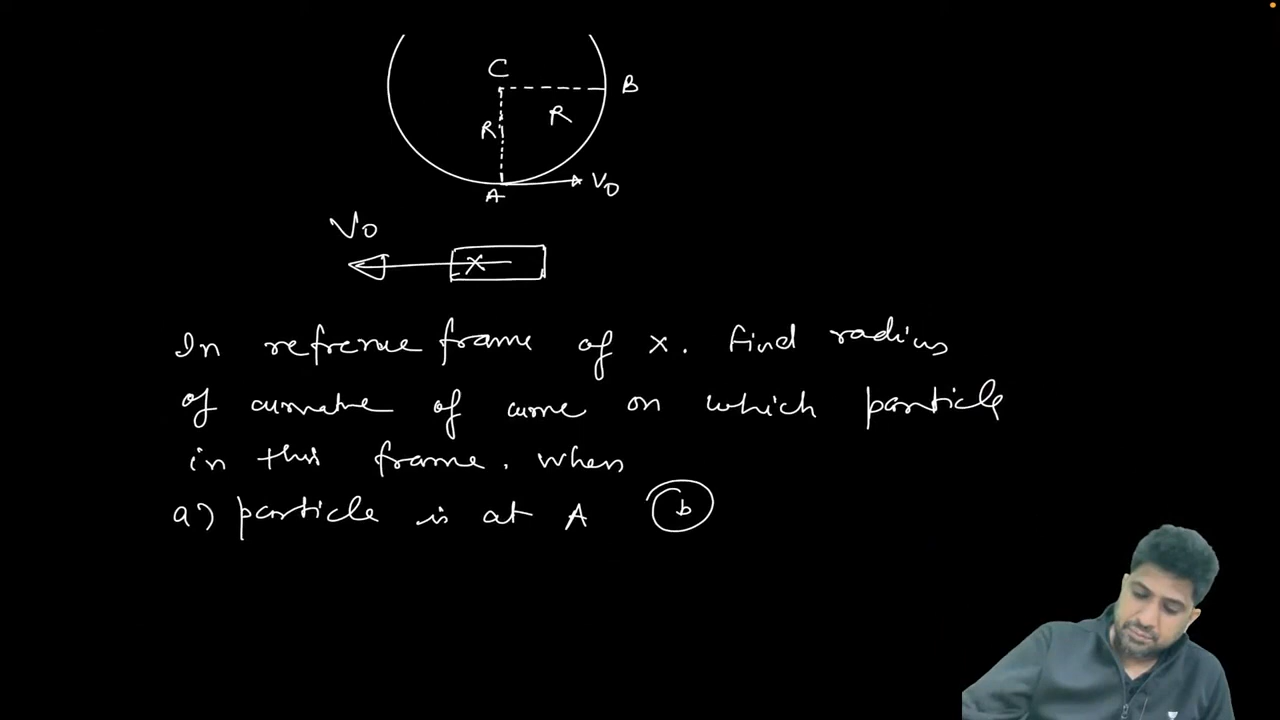 C
B
R
R
A
V0
V0
x
In refrence frame of x. Find radius
of curvature of curve on which particle
in this frame. when
a) particle is at A b